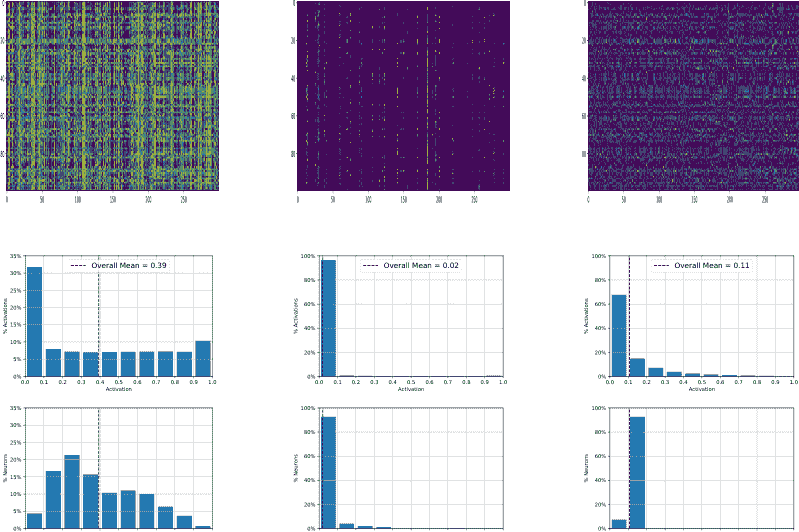 0 50 100 150 200 250
0 50 100 150 200 250
0 50 100 150 200 250
35% 30% 25% 20% 15% 10% 5% 0%
% Activations
Overall Mean = 0.39
0.0 0.1 0.2 0.3 0.4 0.5 0.6 0.7 0.8 0.9 1.0
Activation
100% 80% 60% 40% 20% 0%
% Activations
Overall Mean = 0.02
0.0 0.1 0.2 0.3 0.4 0.5 0.6 0.7 0.8 0.9 1.0
Activation
100% 80% 60% 40% 20% 0%
% Activations
Overall Mean = 0.11
0.0 0.1 0.2 0.3 0.4 0.5 0.6 0.7 0.8 0.9 1.0
Activation
35% 30% 25% 20% 15% 10% 5% 0%
% Neurons
100% 80% 60% 40% 20% 0%
% Neurons
100% 80% 60% 40% 20% 0%
% Neurons